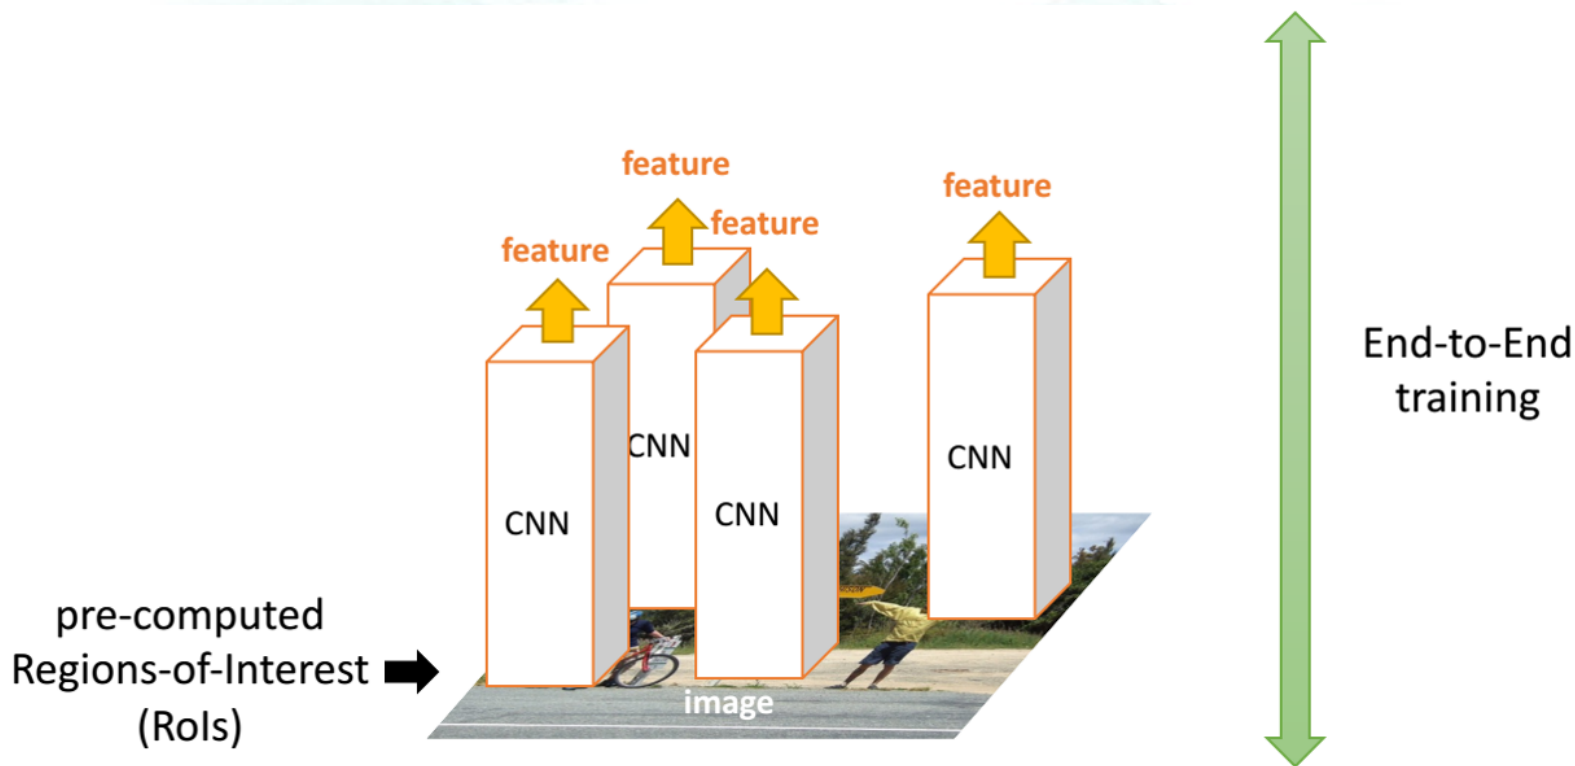 feature
feature
feature
feature
CNN
CNN
CNN
CNN
End-to-End
training
pre-computed
Regions-of-Interest
(RoIs)
image